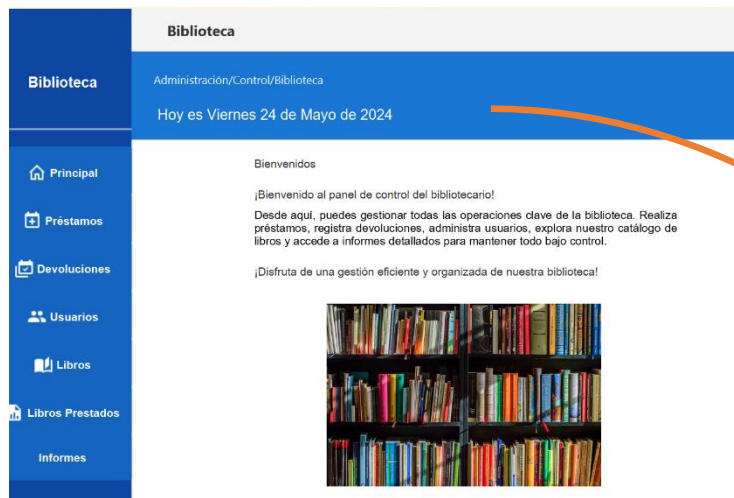 Biblioteca
Biblioteca
Administración/Control/Biblioteca
Hoy es Viernes 24 de Mayo de 2024
Principal
Préstamos
Devoluciones
Usuarios
Libros
Libros Prestados
Informes
Bienvenidos
¡Bienvenido al panel de control del bibliotecario!
Desde aquí, puedes gestionar todas las operaciones clave de la biblioteca. Realiza
préstamos, registra devoluciones, administra usuarios, explora nuestro catálogo de
libros y accede a informes detallados para mantener todo bajo control.
¡Disfruta de una gestión eficiente y organizada de nuestra biblioteca!